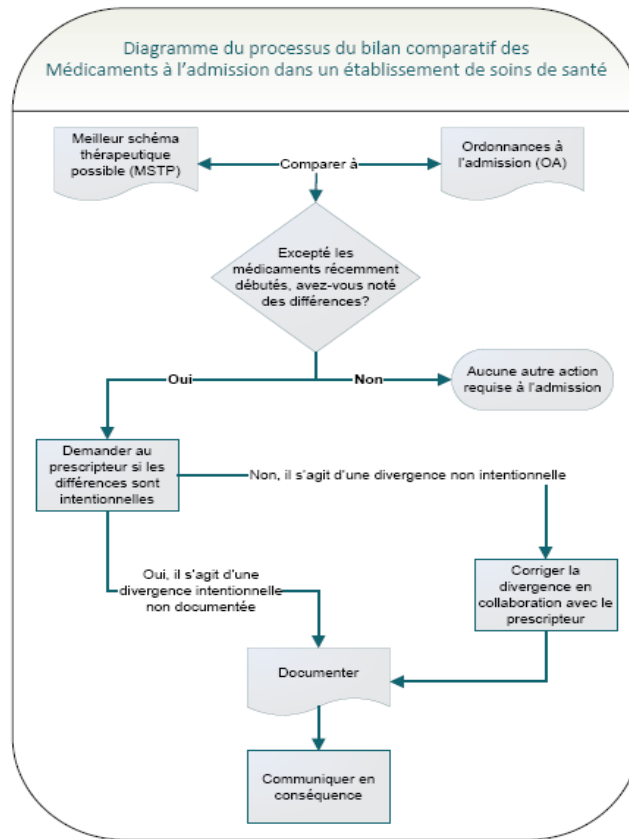 Diagramme du processus du bilan comparatif des
Médicaments à l'admission dans un établissement de soins de santé
Meilleur schéma
thérapeutique
possible (MSTP)
Comparer à
Ordonnances à
l'admission (OA)
Excepté les
médicaments récemment
débutés, avez-vous noté
des différences?
Oui
Non
Aucune autre action
requise à l'admission
Demander au
prescripteur si les
différences sont
intentionnelles
Non, il s'agit d'une divergence non intentionnelle
Oui, il s'agit d'une
divergence intentionnelle
non documentée
Corriger la
divergence en
collaboration avec le
prescripteur
Documenter
Communiquer en
conséquence